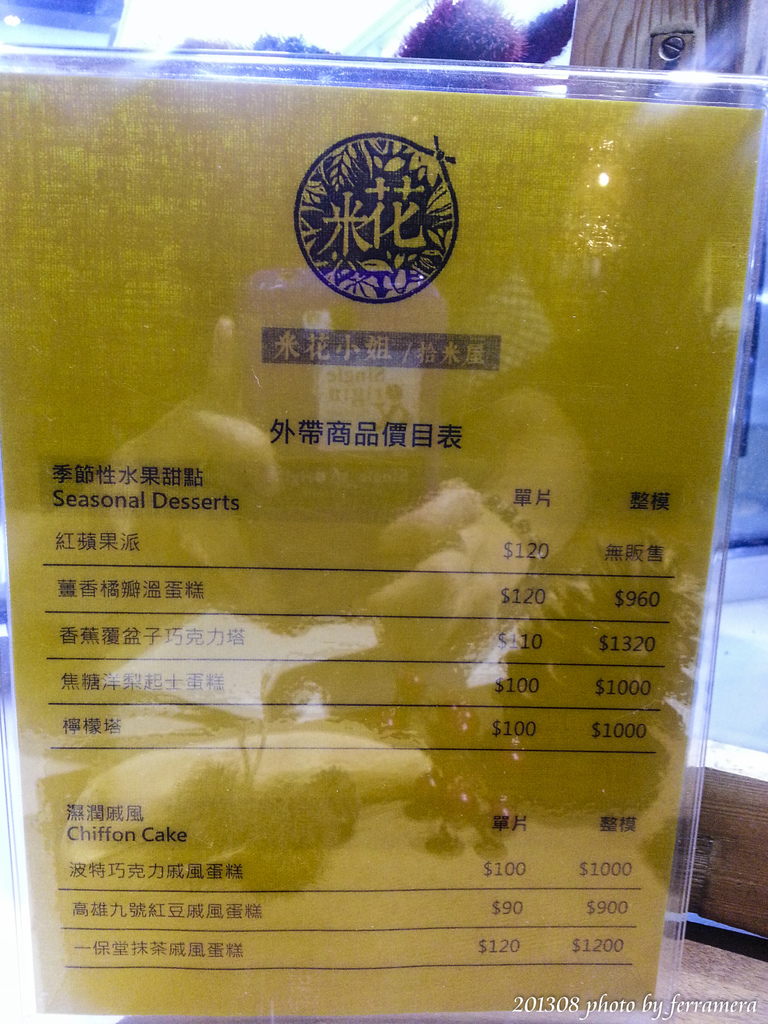 米花
米花小姐 / 拾米屋
Single
外帶商品價目表
季節性水果甜點
Seasonal Desserts 單片 整模
紅蘋果派 $120 無販售
薑香橘瓣溫蛋糕 $120 $960
香蕉覆盆子巧克力塔 $110 $1320
焦糖洋梨起士蛋糕 $100 $1000
檸檬塔 $100 $1000
濕潤戚風
Chiffon Cake 單片 整模
波特巧克力戚風蛋糕 $100 $1000
高雄九號紅豆戚風蛋糕 $90 $900
一保堂抹茶戚風蛋糕 $120 $1200
201308 photo by ferramera